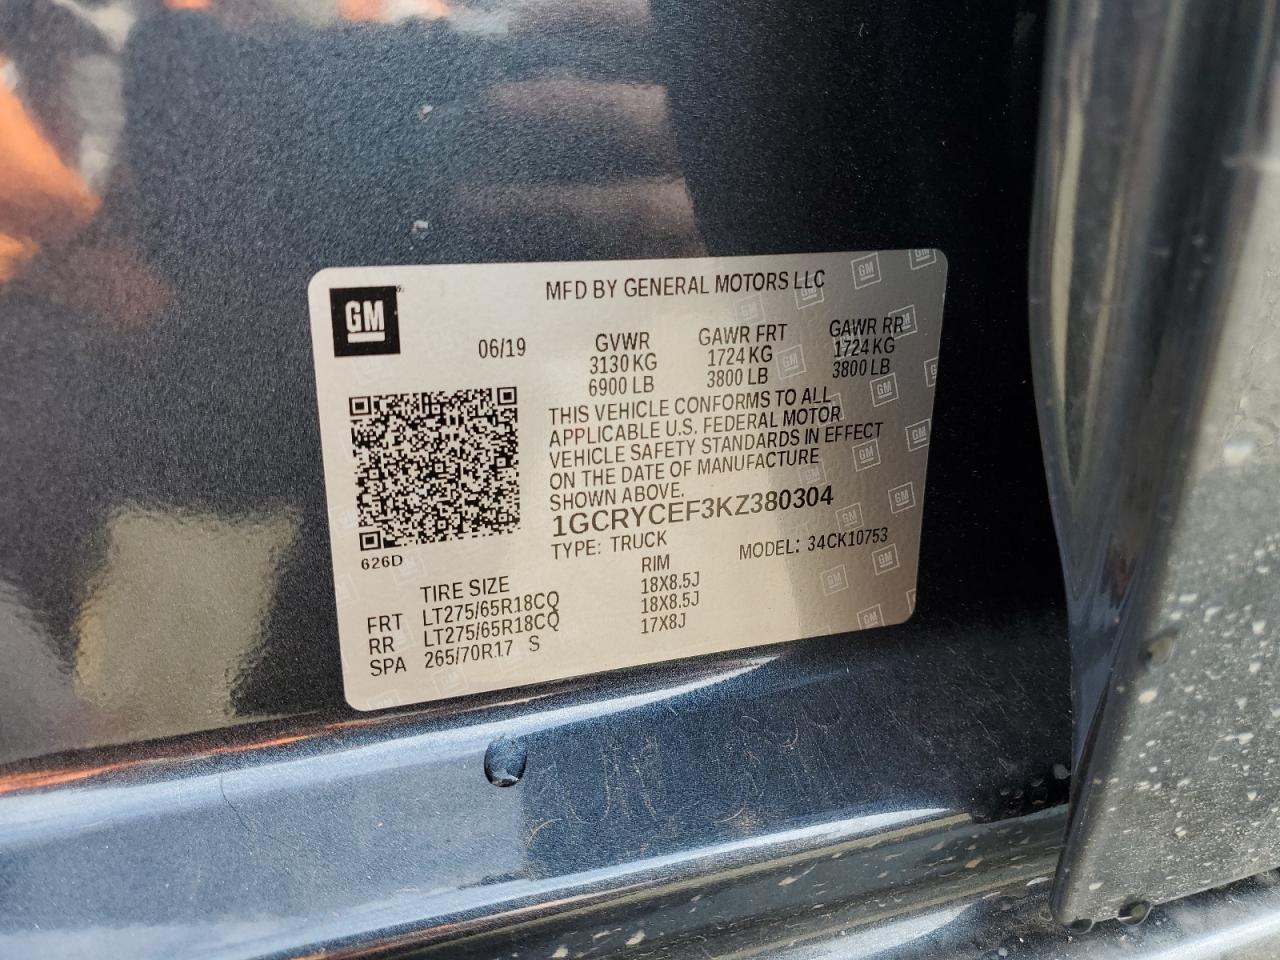 GM
MFD BY GENERAL MOTORS LLC
06/19
GVWR GAWR FRT GAWR RR
3130 KG 1724 KG 1724 KG
6900 LB 3800 LB 3800 LB
THIS VEHICLE CONFORMS TO ALL
APPLICABLE U.S. FEDERAL MOTOR
VEHICLE SAFETY STANDARDS IN EFFECT
ON THE DATE OF MANUFACTURE
SHOWN ABOVE.
1GCRYCEF3KZ380304
626D
TYPE: TRUCK MODEL: 34CK10753
TIRE SIZE RIM
FRT LT275/65R18CQ 18X8.5J
RR LT275/65R18CQ 18X8.5J
SPA 265/70R17 S 17X8J